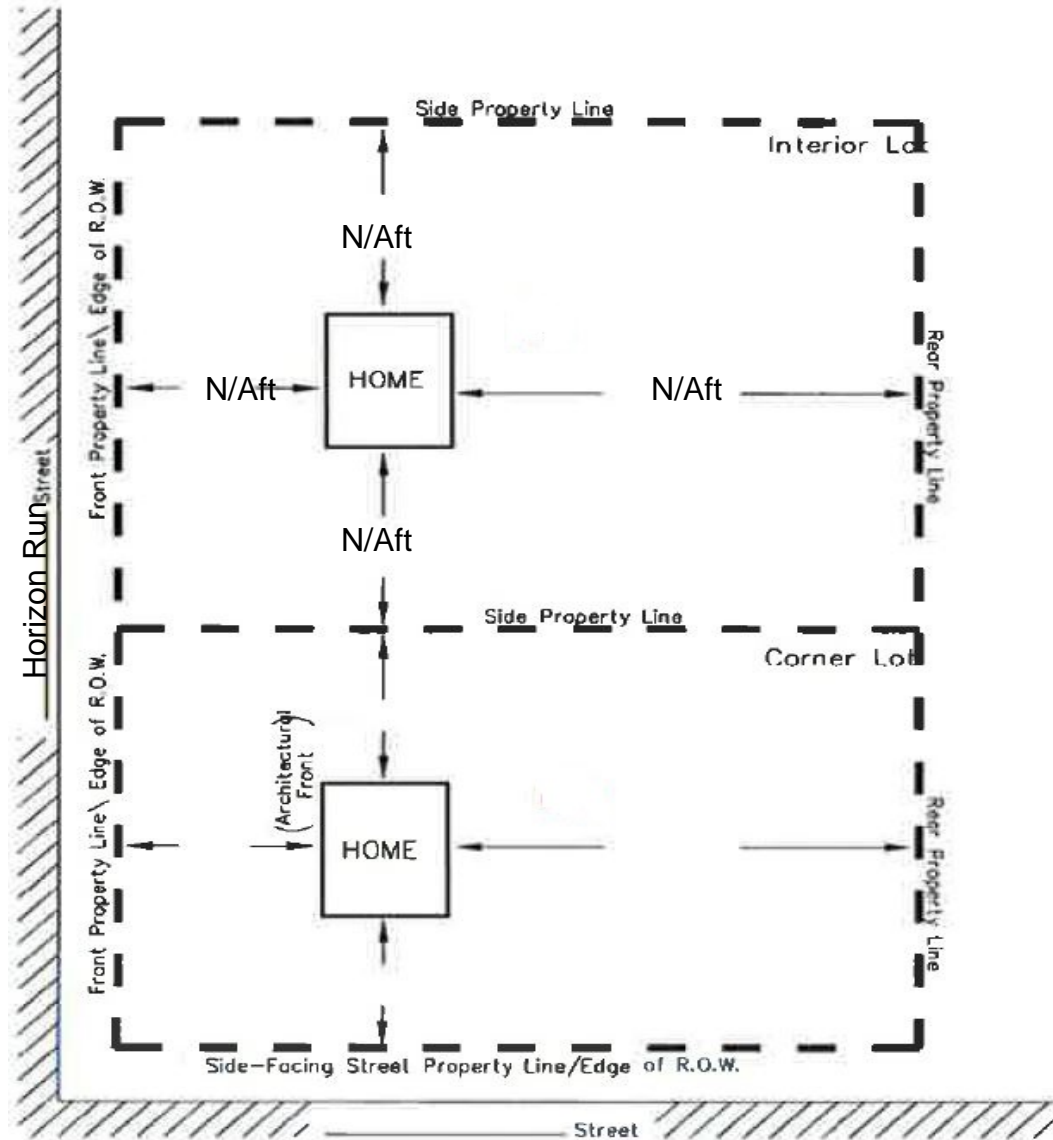 Side Property Line
Interior Lot
Front Property Line\ Edge of R.O.W.
N/Aft
N/Aft
HOME
N/Aft
Rear Property Line
N/Aft
Horizon Run Street
Side Property Line
Corner Lot
Front Property Line\ Edge of R.O.W.
(Architectural
Front)
HOME
Rear Property Line
Side-Facing Street Property Line/Edge of R.O.W.
Street